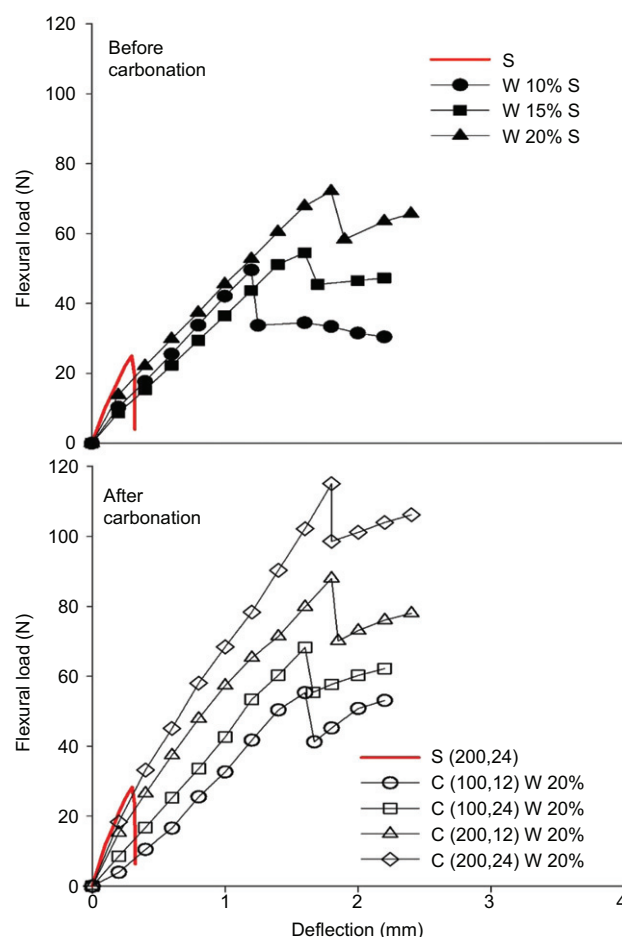 120
Before
carbonation
S
W 10% S
W 15% S
W 20% S
100
80
60
40
20
0
Flexural load (N)
120
After
carbonation
100
80
60
40
20
0
Flexural load (N)
S (200,24)
C (100,12) W 20%
C (100,24) W 20%
C (200,12) W 20%
C (200,24) W 20%
0 1 2 3 4
Deflection (mm)